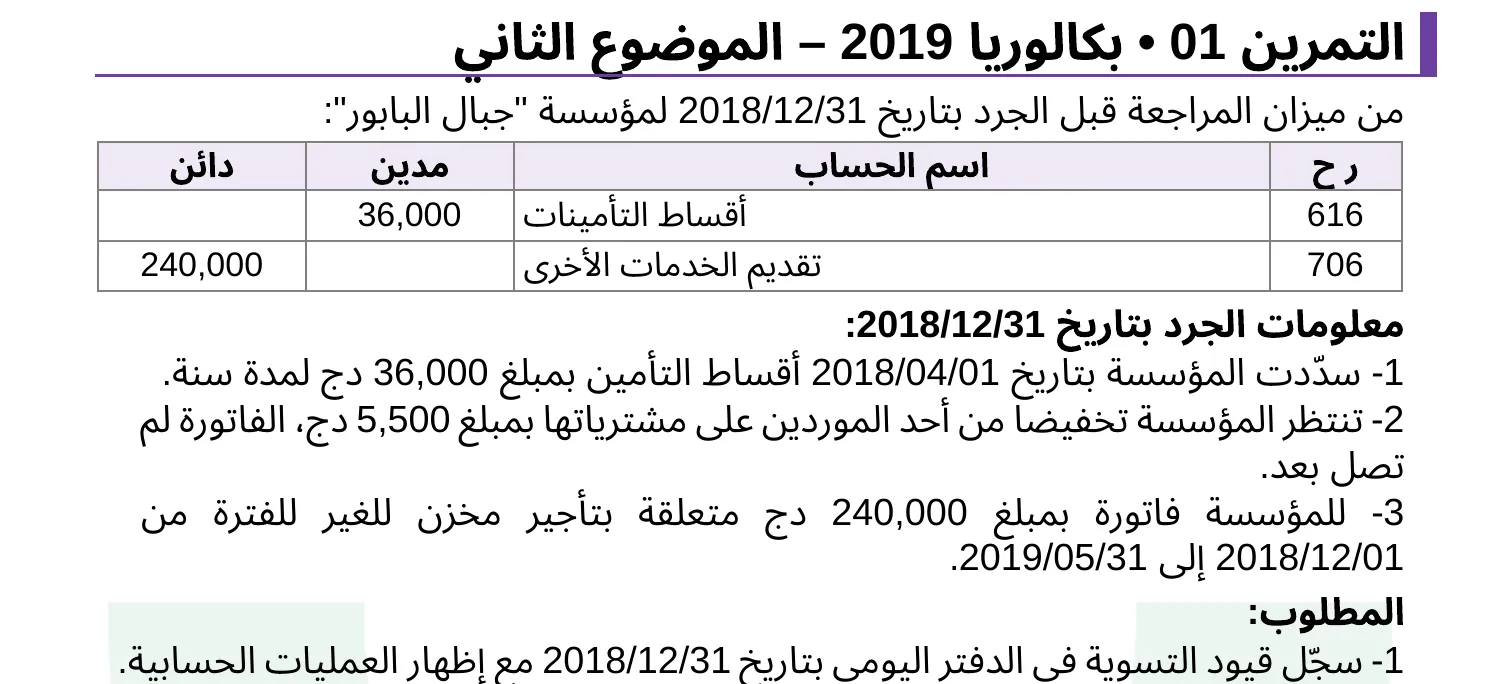 التمرين 01 • بكالوريا 2019 – الموضوع الثاني
من ميزان المراجعة قبل الجرد بتاريخ 2018/12/31 لمؤسسة "جبال البابور":
ر ح اسم الحساب مدين دائن
616 أقساط التأمينات 36,000
706 تقديم الخدمات الأخرى 240,000
معلومات الجرد بتاريخ 2018/12/31:
1- سدّدت المؤسسة بتاريخ 2018/04/01 أقساط التأمين بمبلغ 36,000 دج لمدة سنة.
2- تنتظر المؤسسة تخفيضا من أحد الموردين على مشترياتها بمبلغ 5,500 دج، الفاتورة لم
تصل بعد.
3- للمؤسسة فاتورة بمبلغ 240,000 دج متعلقة بتأجير مخزن للغير للفترة من
2018/12/01 إلى 2019/05/31.
المطلوب:
1- سجّل قيود التسوية في الدفتر اليومي بتاريخ 2018/12/31 مع إظهار العمليات الحسابية.